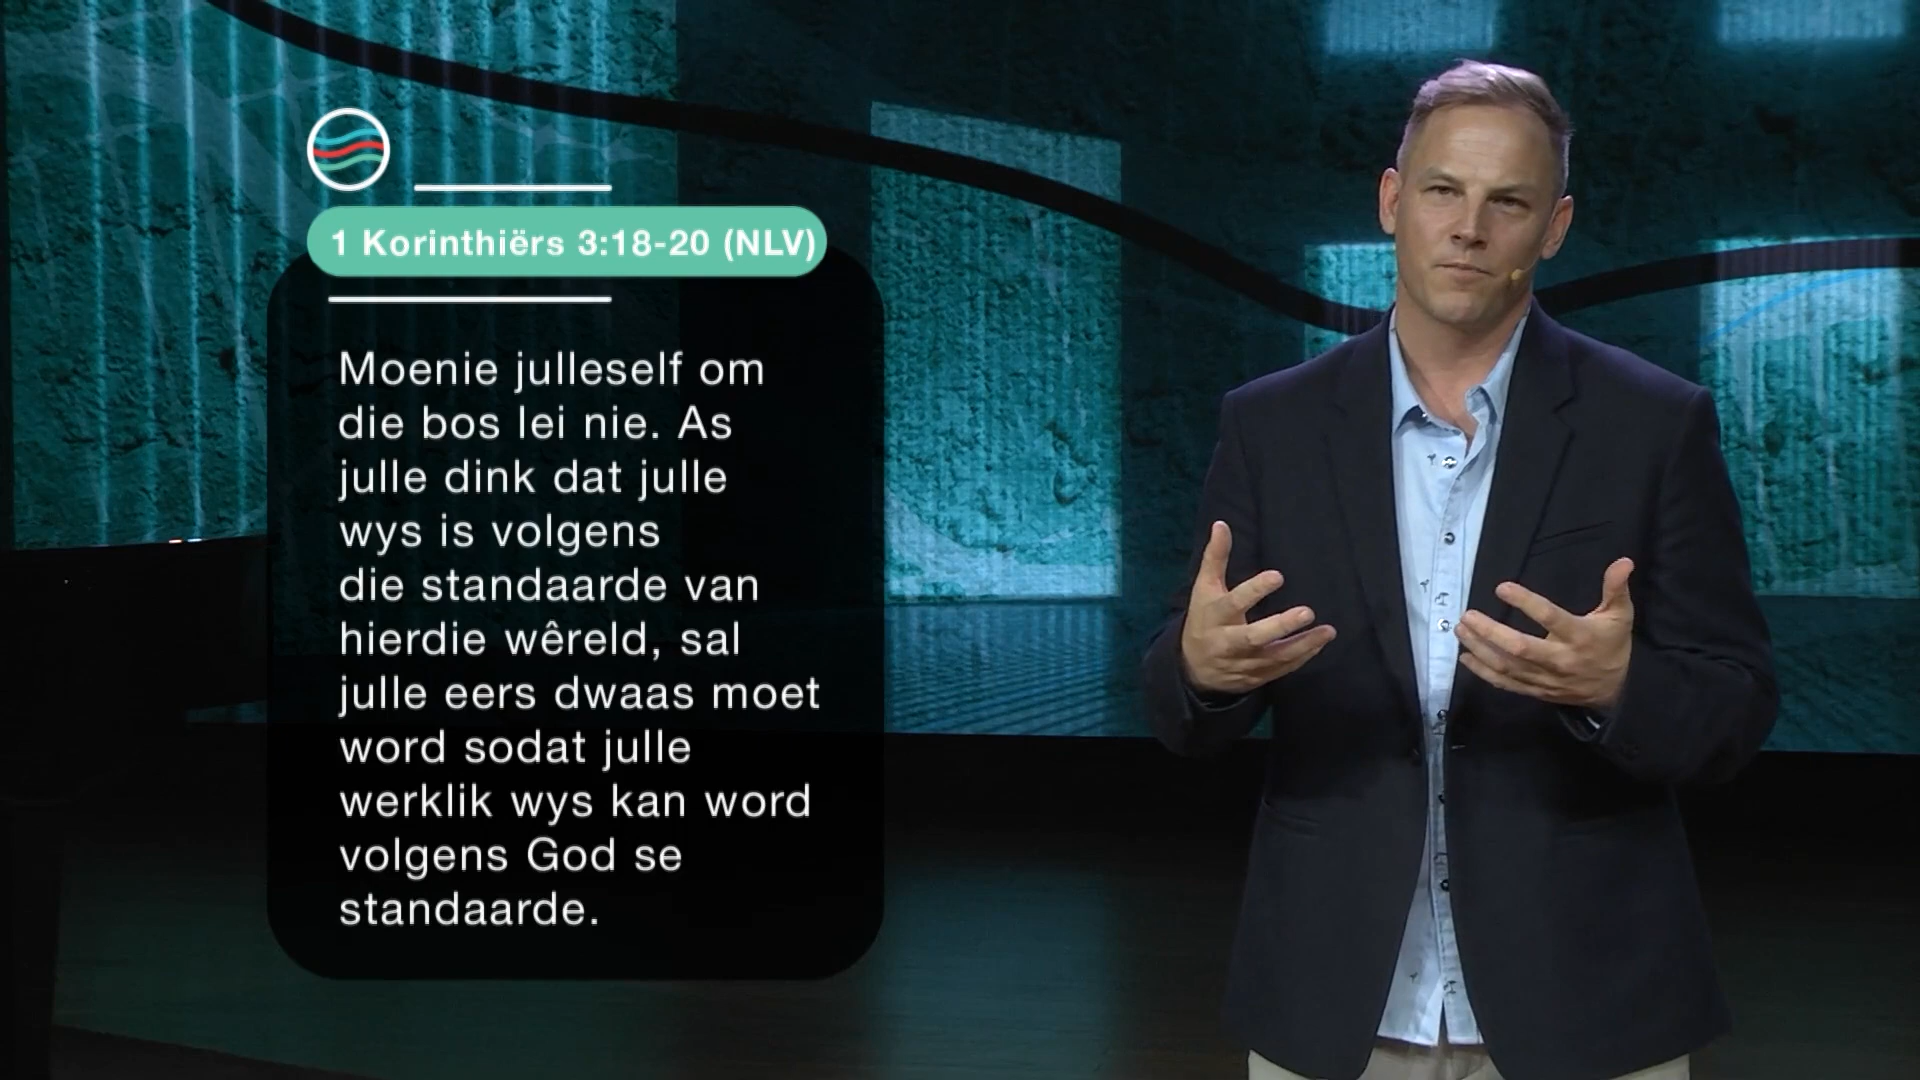 1 Korinthiërs 3:18-20 (NLV)
Moenie julleself om
die bos lei nie. As
julle dink dat julle
wys is volgens
die standaarde van
hierdie wêreld, sal
julle eers dwaas moet
word sodat julle
werklik wys kan word
volgens God se
standaarde.